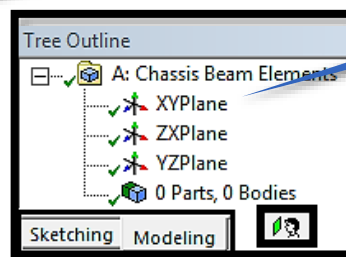 Tree Outline
A: Chassis Beam Elements
XYPlane
ZXPlane
YZPlane
0 Parts, 0 Bodies
Sketching Modeling